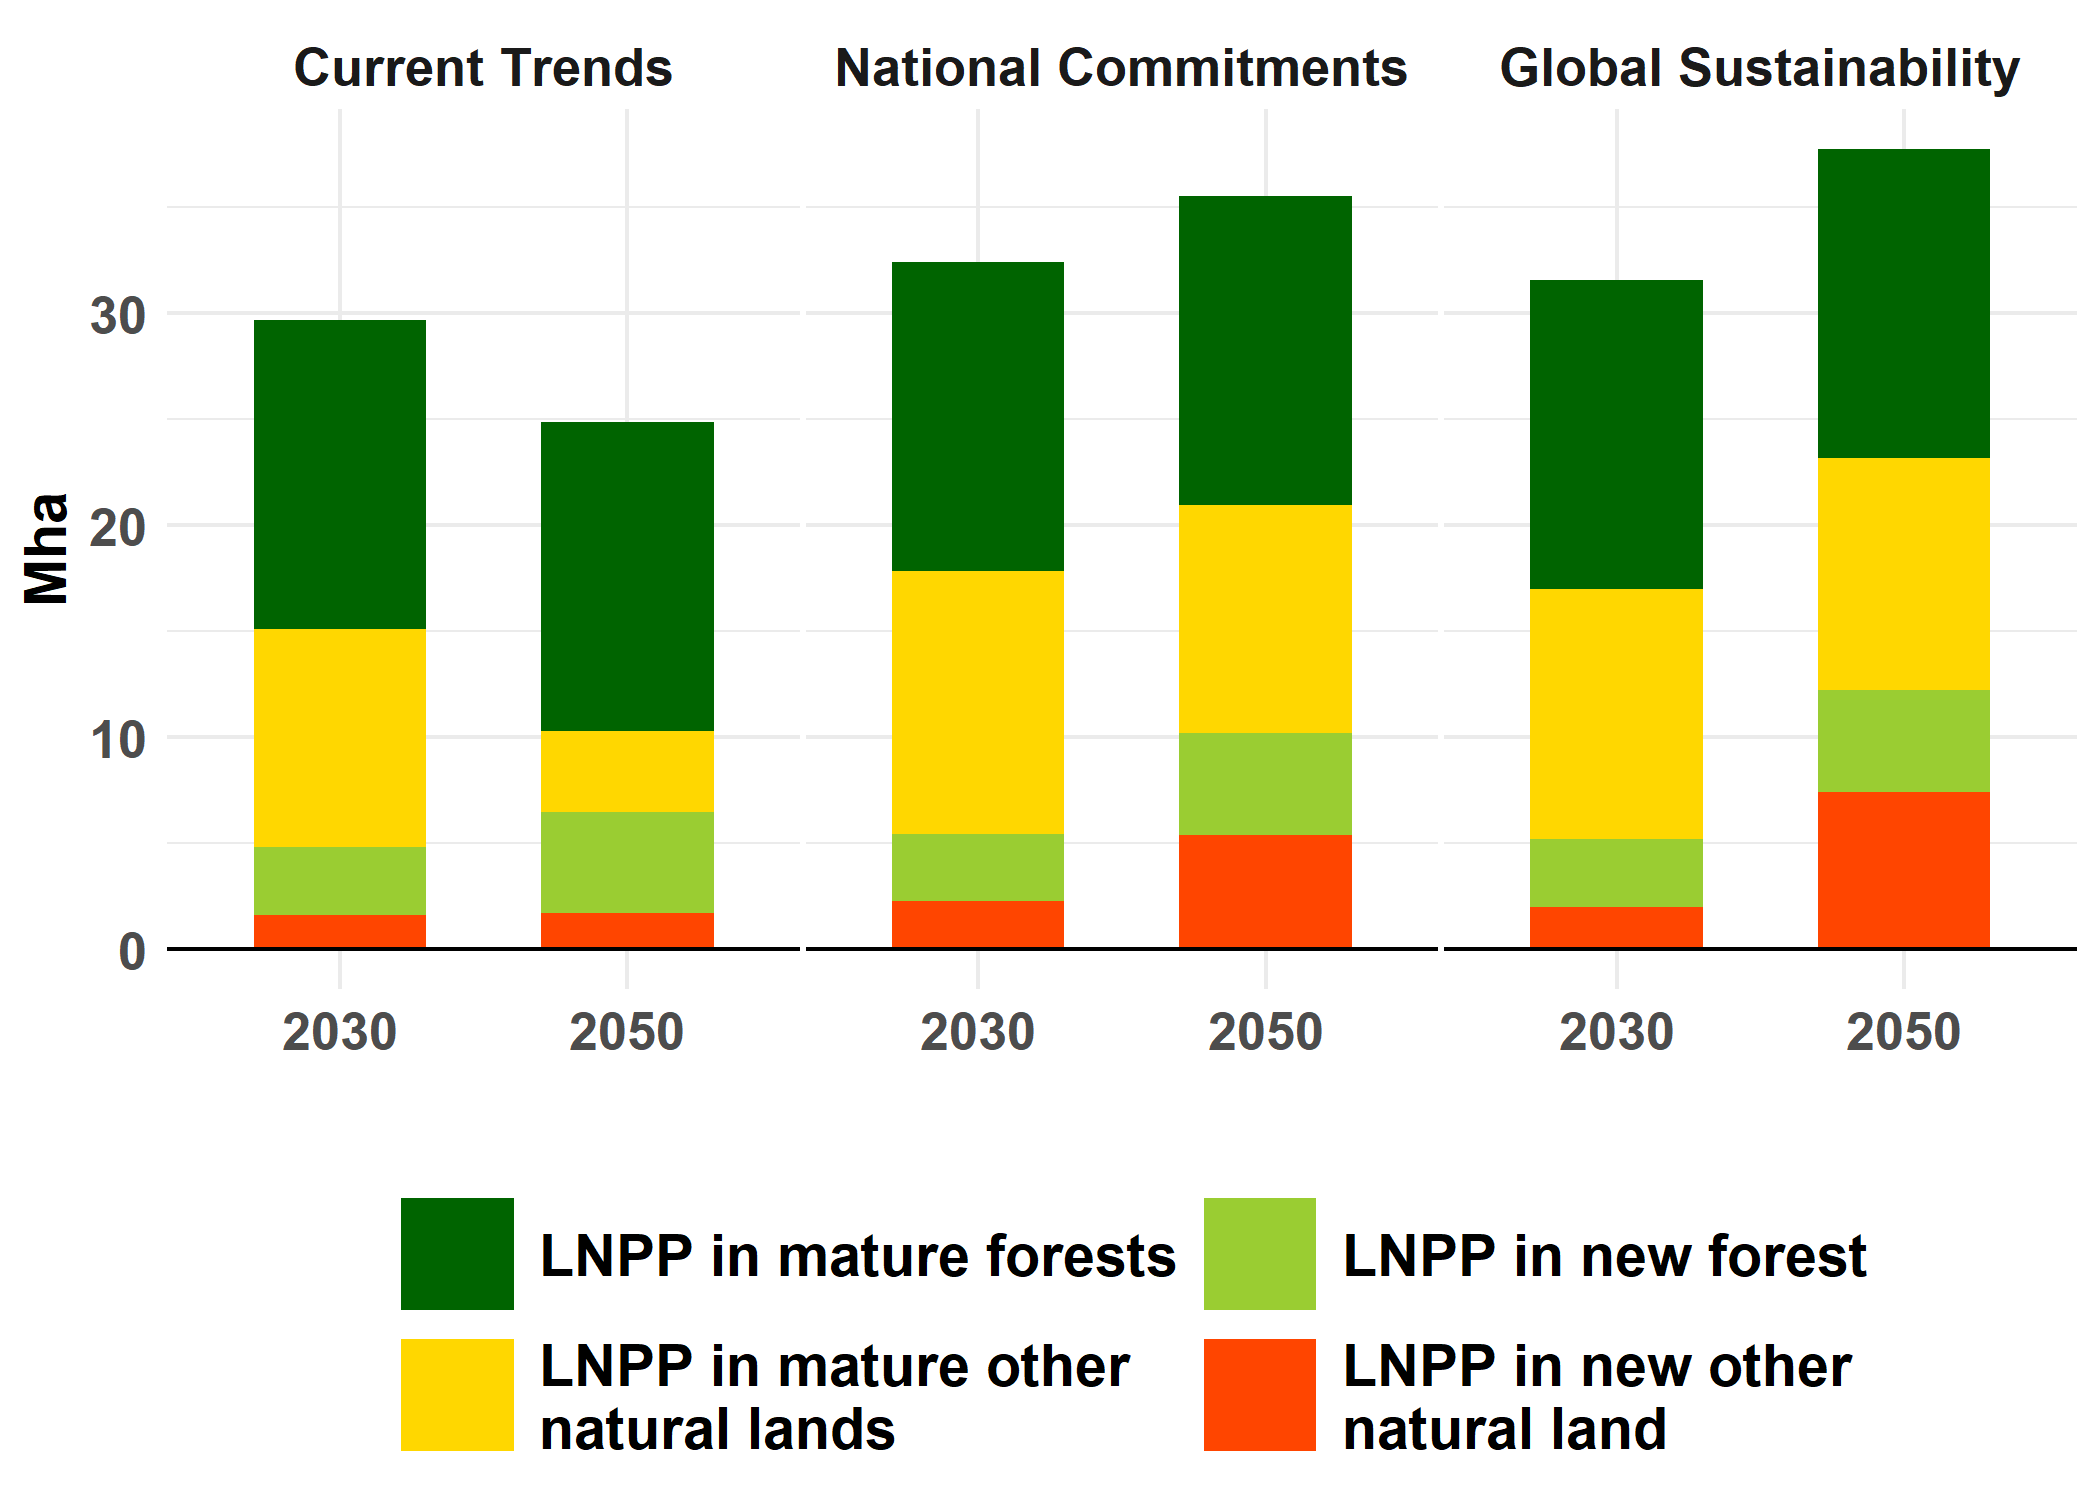 Current Trends
National Commitments
Global Sustainability
Mha
30
20
10
0
2030
2050
2030
2050
2030
2050
LNPP in mature forests
LNPP in new forest
LNPP in mature other
natural lands
LNPP in new other
natural land